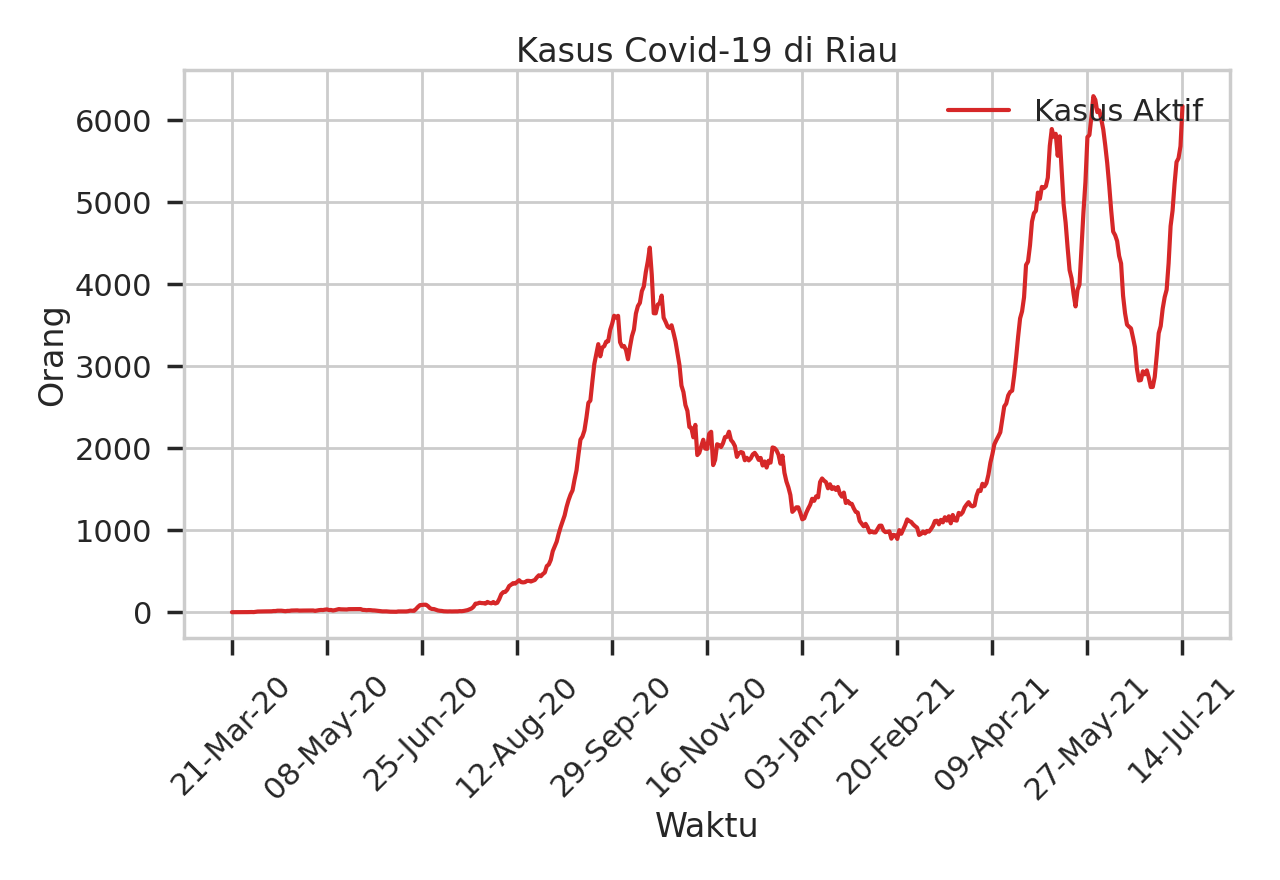 Kasus Covid-19 di Riau
Kasus Aktif
Orang
6000
5000
4000
3000
2000
1000
0
21-Mar-20
08-May-20
25-Jun-20
12-Aug-20
29-Sep-20
16-Nov-20
03-Jan-21
20-Feb-21
09-Apr-21
27-May-21
14-Jul-21
Waktu